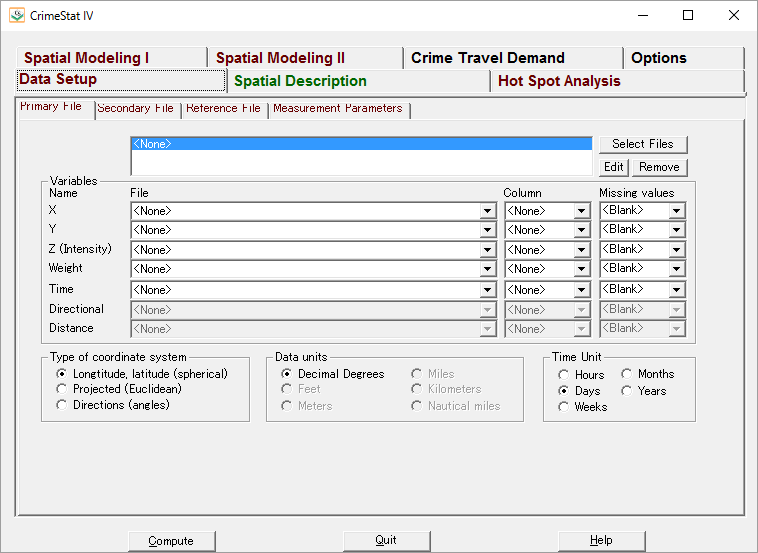 CrimeStat IV
Spatial Modeling I Spatial Modeling II Crime Travel Demand Options
Data Setup Spatial Description Hot Spot Analysis
Primary File Secondary File Reference File Measurement Parameters
<None> Select Files
Edit Remove
Variables
Name File Column Missing values
X <None> <None> <Blank>
Y <None> <None> <Blank>
Z (Intensity) <None> <None> <Blank>
Weight <None> <None> <Blank>
Time <None> <None> <Blank>
Directional <None> <None> <Blank>
Distance <None> <None> <Blank>
Type of coordinate system Data units Time Unit
Longtitude, latitude (spherical) Decimal Degrees Miles Hours Months
Projected (Euclidean) Feet Kilometers Days Years
Directions (angles) Meters Nautical miles Weeks
Compute Quit Help